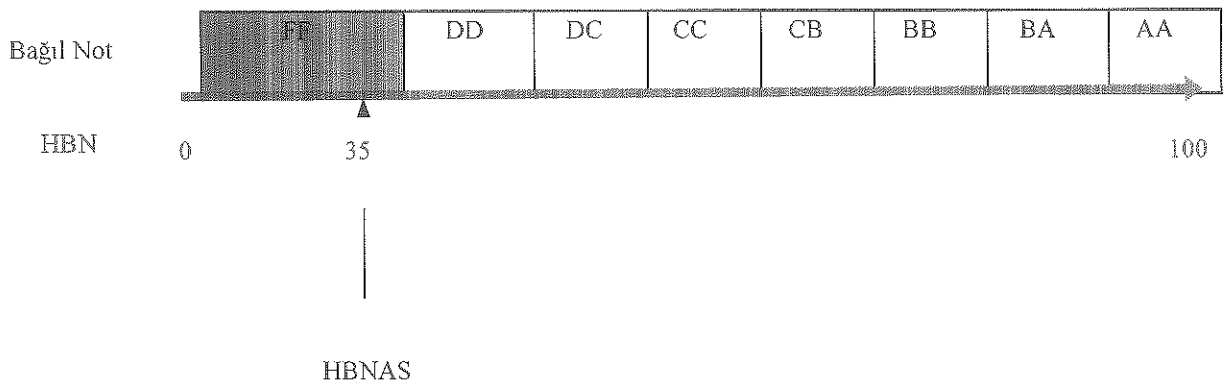 FF DD DC CC CB BB BA AA
Bağıl Not
HBN 0 35 100
HBNAS